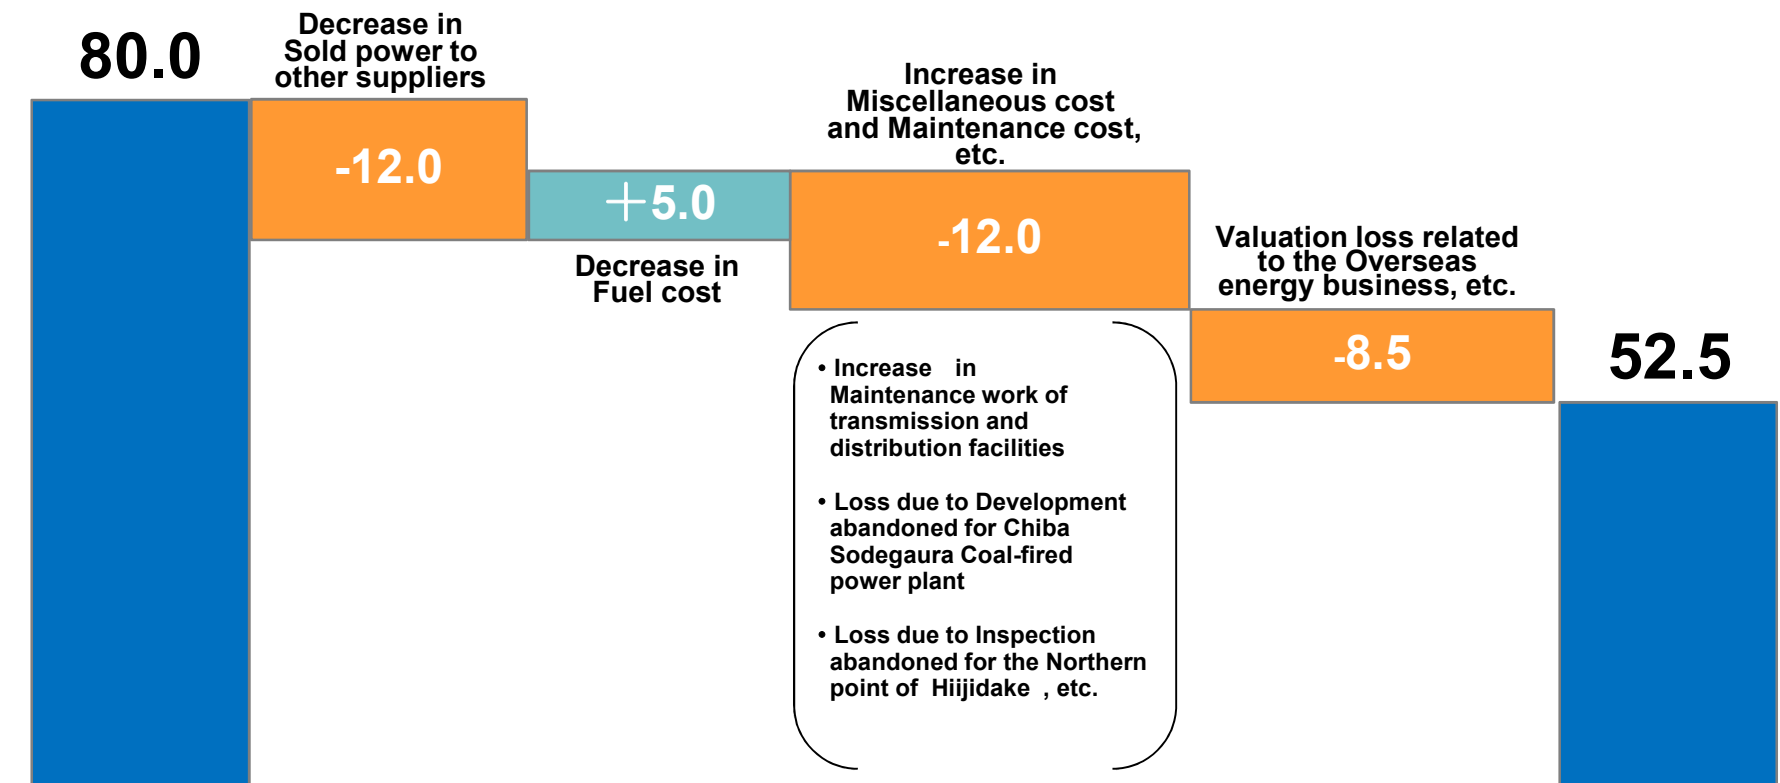 80.0
Decrease in
Sold power to
other suppliers
-12.0
+5.0
Decrease in
Fuel cost
Increase in
Miscellaneous cost
and Maintenance cost,
etc.
-12.0
• Increase in
Maintenance work of
transmission and
distribution facilities
• Loss due to Development
abandoned for Chiba
Sodegaura Coal-fired
power plant
• Loss due to Inspection
abandoned for the Northern
point of Hiijidake , etc.
Valuation loss related
to the Overseas
energy business, etc.
-8.5
52.5